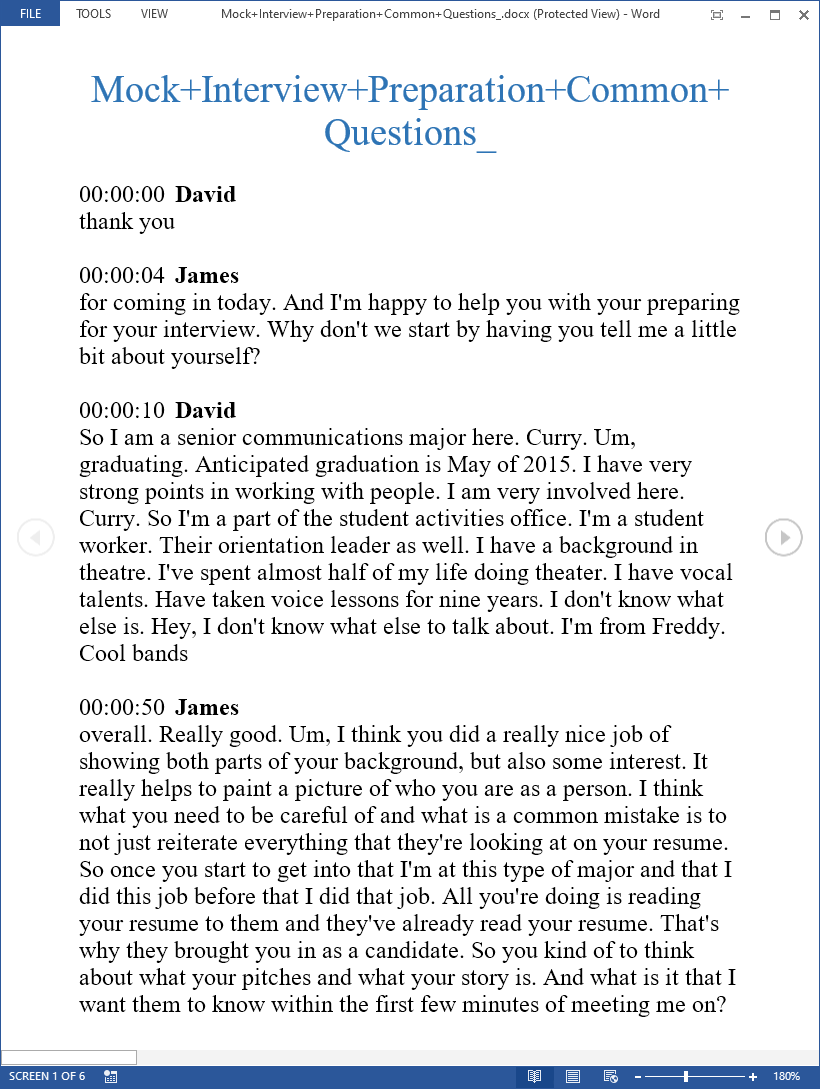 FILE TOOLS VIEW Mock+Interview+Preparation+Common+Questions_.docx (Protected View) - Word
Mock+Interview+Preparation+Common+
Questions_
00:00:00 David
thank you
00:00:04 James
for coming in today. And I'm happy to help you with your preparing
for your interview. Why don't we start by having you tell me a little
bit about yourself?
00:00:10 David
So I am a senior communications major here. Curry. Um,
graduating. Anticipated graduation is May of 2015. I have very
strong points in working with people. I am very involved here.
Curry. So I'm a part of the student activities office. I'm a student
worker. Their orientation leader as well. I have a background in
theatre. I've spent almost half of my life doing theater. I have vocal
talents. Have taken voice lessons for nine years. I don't know what
else is. Hey, I don't know what else to talk about. I'm from Freddy.
Cool bands
00:00:50 James
overall. Really good. Um, I think you did a really nice job of
showing both parts of your background, but also some interest. It
really helps to paint a picture of who you are as a person. I think
what you need to be careful of and what is a common mistake is to
not just reiterate everything that they're looking at on your resume.
So once you start to get into that I'm at this type of major and that I
did this job before that I did that job. All you're doing is reading
your resume to them and they've already read your resume. That's
why they brought you in as a candidate. So you kind of to think
about what your pitches and what your story is. And what is it that I
want them to know within the first few minutes of meeting me on?
SCREEN 1 OF 6 180%